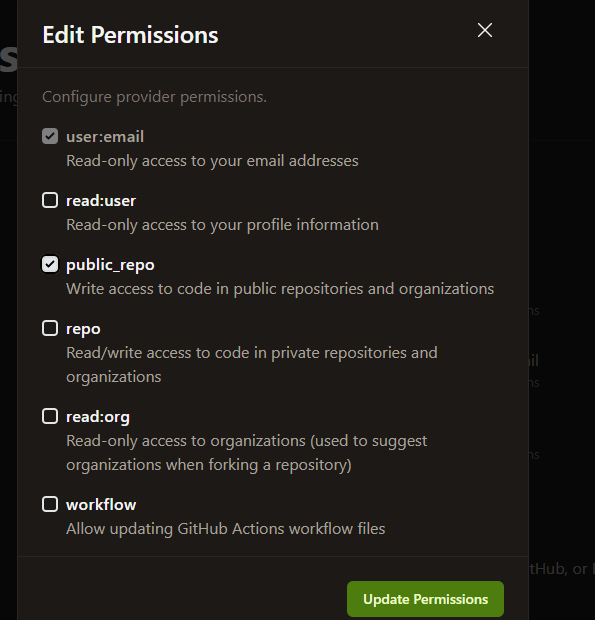 Edit Permissions
Configure provider permissions.
user:email
Read-only access to your email addresses
read:user
Read-only access to your profile information
public_repo
Write access to code in public repositories and organizations
repo
Read/write access to code in private repositories and
organizations
read:org
Read-only access to organizations (used to suggest
organizations when forking a repository)
workflow
Allow updating GitHub Actions workflow files
tHub, or
Update Permissions